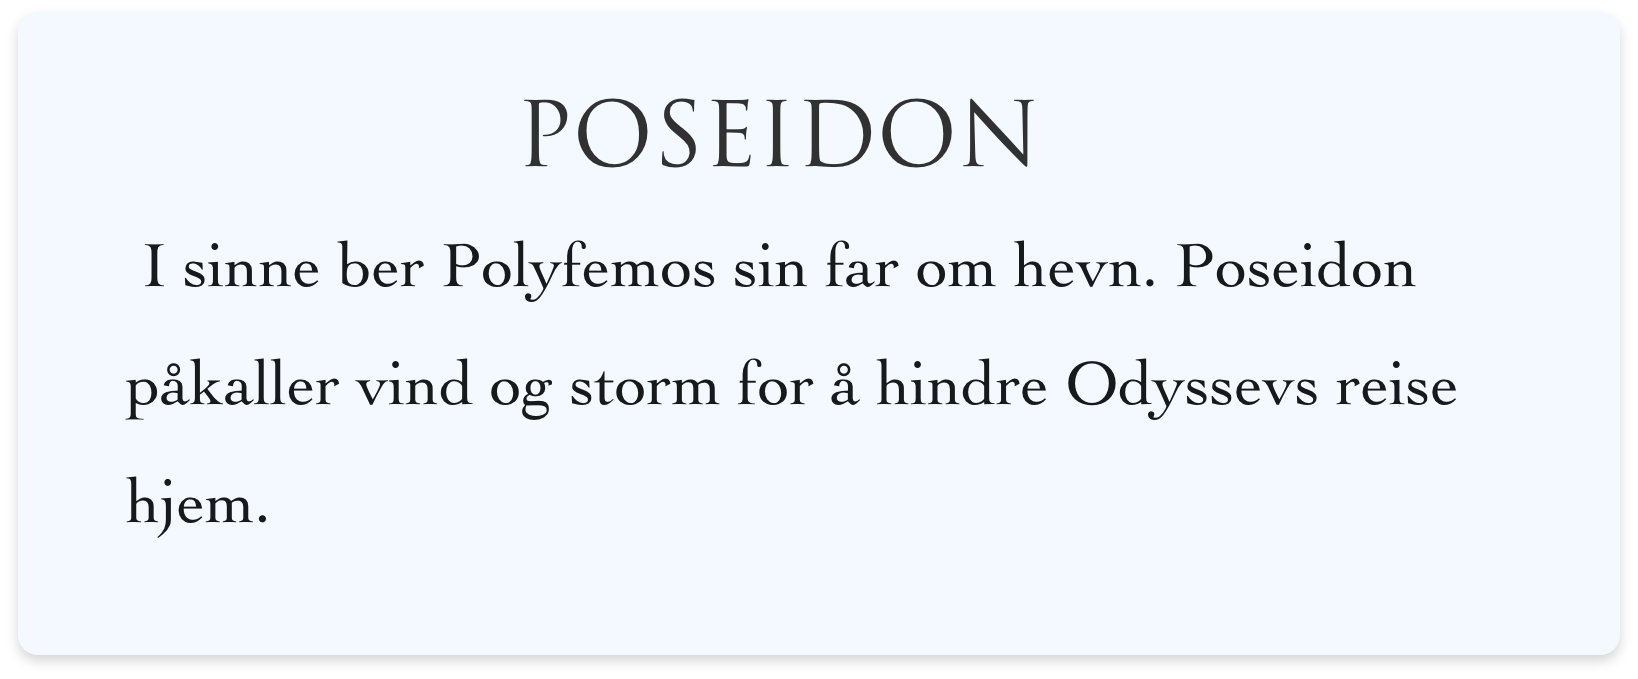 POSEIDON
I sinne ber Polyfemos sin far om hevn. Poseidon
påkaller vind og storm for å hindre Odyssevs reise
hjem.